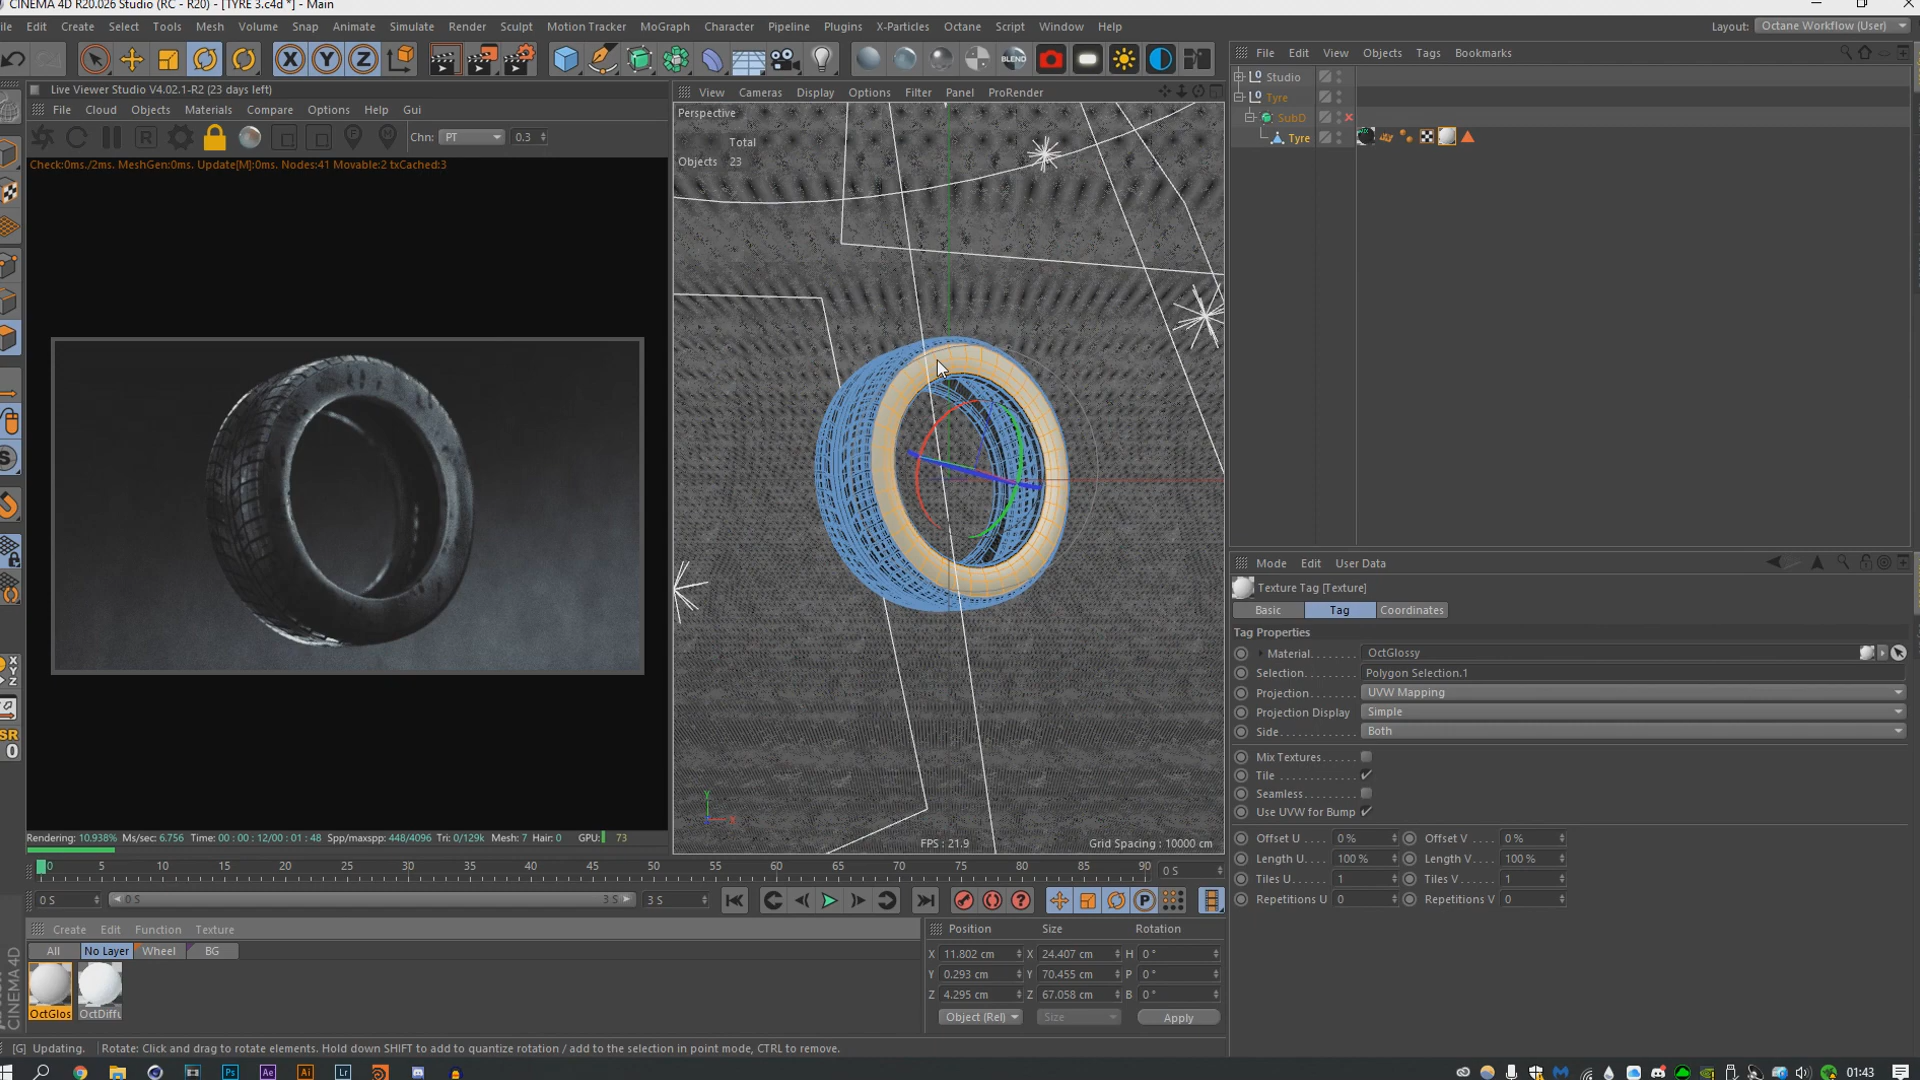 CINEMA 4D R20.026 Studio (RC - R20) - [TYRE 3.c4d *] - Main
Edit Create Select Tools Mesh Volume Snap Animate Simulate Render Sculpt Motion Tracker MoGraph Character Pipeline Plugins X-Particles Octane Script Window Help
Layout: Octane Workflow (User)
X Y Z BLEND
File Edit View Objects Tags Bookmarks
Live Viewer Studio V4.02.1-R2 (23 days left)
File Cloud Objects Materials Compare Options Help Gui
Chn: PT 0.3
Check:0ms./2ms. MeshGen:0ms. Update[M]:0ms. Nodes:41 Movable:2 txCached:3
View Cameras Display Options Filter Panel ProRender
Perspective
Total
Objects 23
Y
X
FPS : 21.9
Grid Spacing : 10000 cm
Studio
Tyre
SubD
Tyre
Mode Edit User Data
Texture Tag [Texture]
Basic Tag Coordinates
Tag Properties
Material OctGlossy
Selection Polygon Selection.1
Projection UVW Mapping
Projection Display Simple
Side Both
Mix Textures
Tile
Seamless
Use UVW for Bump
Offset U 0 % Offset V 0 %
Length U 100 % Length V 100 %
Tiles U 1 Tiles V 1
Repetitions U 0 Repetitions V 0
Rendering: 10.938% Ms/sec: 6.756 Time: 00 : 00 : 12/00 : 01 : 48 Spp/maxspp: 448/4096 Tri: 0/129k Mesh: 7 Hair: 0 GPU: 73
0 5 10 15 20 25 30 35 40 45 50 55 60 65 70 75 80 85 90 0 S
0 S 0 S 3 S 3 S
Create Edit Function Texture
All No Layer Wheel BG
OctGlos OctDiffu
Position Size Rotation
X 11.802 cm X 24.407 cm H 0 °
Y 0.293 cm Y 70.455 cm P 0 °
Z 4.295 cm Z 67.058 cm B 0 °
Object (Rel) Size Apply
CINEMA 4D
[G] Updating. Rotate: Click and drag to rotate elements. Hold down SHIFT to add to quantize rotation / add to the selection in point mode, CTRL to remove.
Ps Ae Ai Lr
01:43